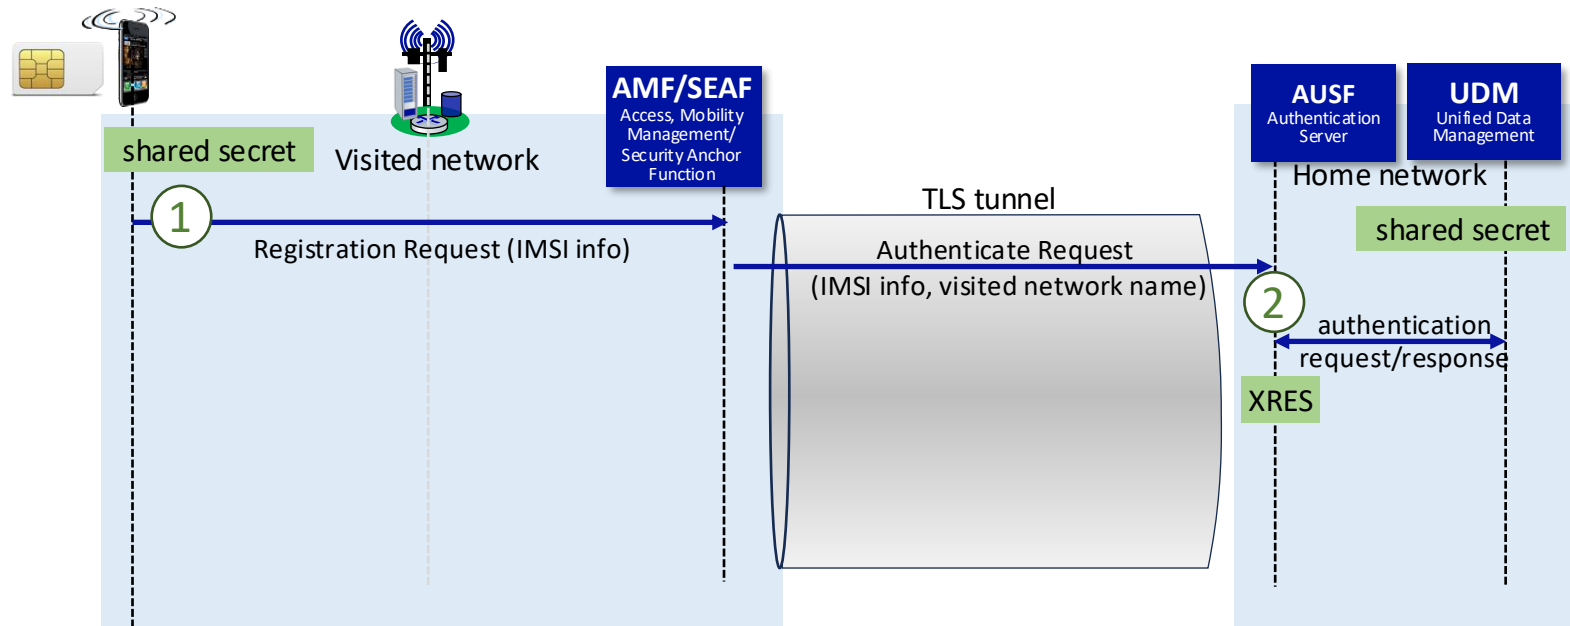 AMF/SEAF
Access, Mobility
Management/
Security Anchor
Function
AUSF
Authentication
Server
UDM
Unified Data
Management
shared secret
Visited network
Home network
TLS tunnel
1
Registration Request (IMSI info)
shared secret
Authenticate Request
(IMSI info, visited network name)
2
authentication
request/response
XRES